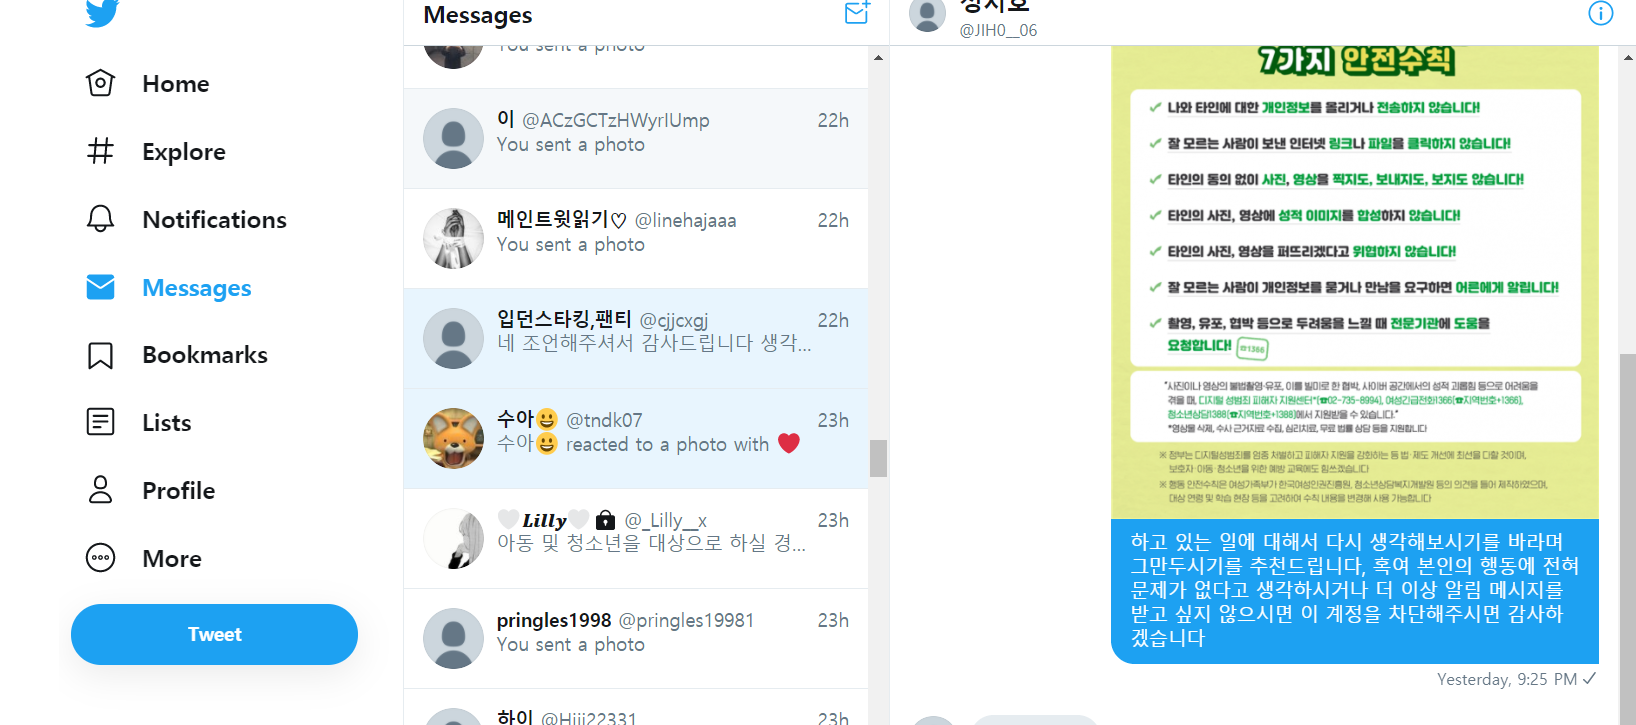 Home
Explore
Notifications
Messages
Bookmarks
Lists
Profile
More
Tweet
Messages
You sent a photo
이 @ACzGCTzHWyrIUmp 22h
You sent a photo
메인트윗읽기♡ @linehajaaa 22h
You sent a photo
입던스타킹,팬티 @cjjcxgj 22h
네 조언해주셔서 감사드립니다 생각...
수아😃 @tndk07 23h
수아😃 reacted to a photo with ❤️
🤍Lilly🤍 @_Lilly__x 23h
아동 및 청소년을 대상으로 하실 경...
pringles1998 @pringles19981 23h
You sent a photo
하이 @Hiii22331 23h
@JIH0__06
7가지 안전수칙
나와 타인에 대한 개인정보를 올리거나 전송하지 않습니다!
잘 모르는 사람이 보낸 인터넷 링크나 파일을 클릭하지 않습니다!
타인의 동의 없이 사진, 영상을 찍지도, 보내지도, 보지도 않습니다!
타인의 사진, 영상에 성적 이미지를 합성하지 않습니다!
타인의 사진, 영상을 퍼뜨리겠다고 위협하지 않습니다!
잘 모르는 사람이 개인정보를 묻거나 만남을 요구하면 어른에게 알립니다!
촬영, 유포, 협박 등으로 두려움을 느낄 때 전문기관에 도움을
요청합니다! ☎1366
"사진이나 영상의 불법촬영·유포, 이를 빌미로 한 협박, 사이버 공간에서의 성적 괴롭힘 등으로 어려움을
겪을 때, 디지털 성범죄 피해자 지원센터*(☎02-735-8994), 여성긴급전화1366(☎지역번호+1366),
청소년상담1388(☎지역번호+1388)에서 지원받을 수 있습니다."
*영상물 삭제, 수사 근거자료 수집, 심리치료, 무료 법률 상담 등을 지원합니다
※ 정부는 디지털성범죄를 엄중 처벌하고 피해자 지원을 강화하는 등 법·제도 개선에 최선을 다할 것이며,
보호자·아동·청소년을 위한 예방 교육에도 힘쓰겠습니다
※ 행동 안전수칙은 여성가족부가 한국여성인권진흥원, 청소년상담복지개발원 등의 의견을 들어 제작하였으며,
대상 연령 및 학습 현장 등을 고려하여 수칙 내용을 변경해 사용 가능합니다
하고 있는 일에 대해서 다시 생각해보시기를 바라며
그만두시기를 추천드립니다, 혹여 본인의 행동에 전혀
문제가 없다고 생각하시거나 더 이상 알림 메시지를
받고 싶지 않으시면 이 계정을 차단해주시면 감사하
겠습니다
Yesterday, 9:25 PM